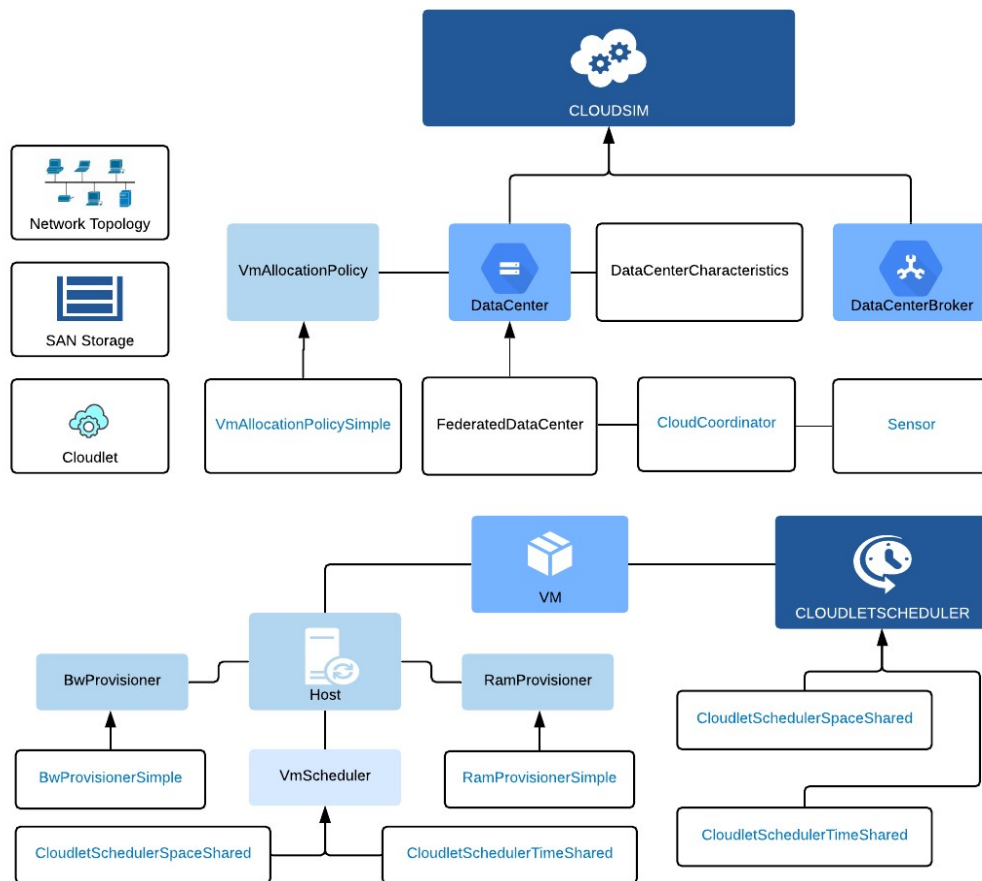 CLOUDSIM
Network Topology
VmAllocationPolicy
DataCenter
DataCenterCharacteristics
DataCenterBroker
SAN Storage
VmAllocationPolicySimple
FederatedDataCenter
CloudCoordinator
Sensor
Cloudlet
VM
CLOUDLETSCHEDULER
BwProvisioner
Host
RamProvisioner
CloudletSchedulerSpaceShared
BwProvisionerSimple
VmScheduler
RamProvisionerSimple
CloudletSchedulerTimeShared
CloudletSchedulerSpaceShared
CloudletSchedulerTimeShared